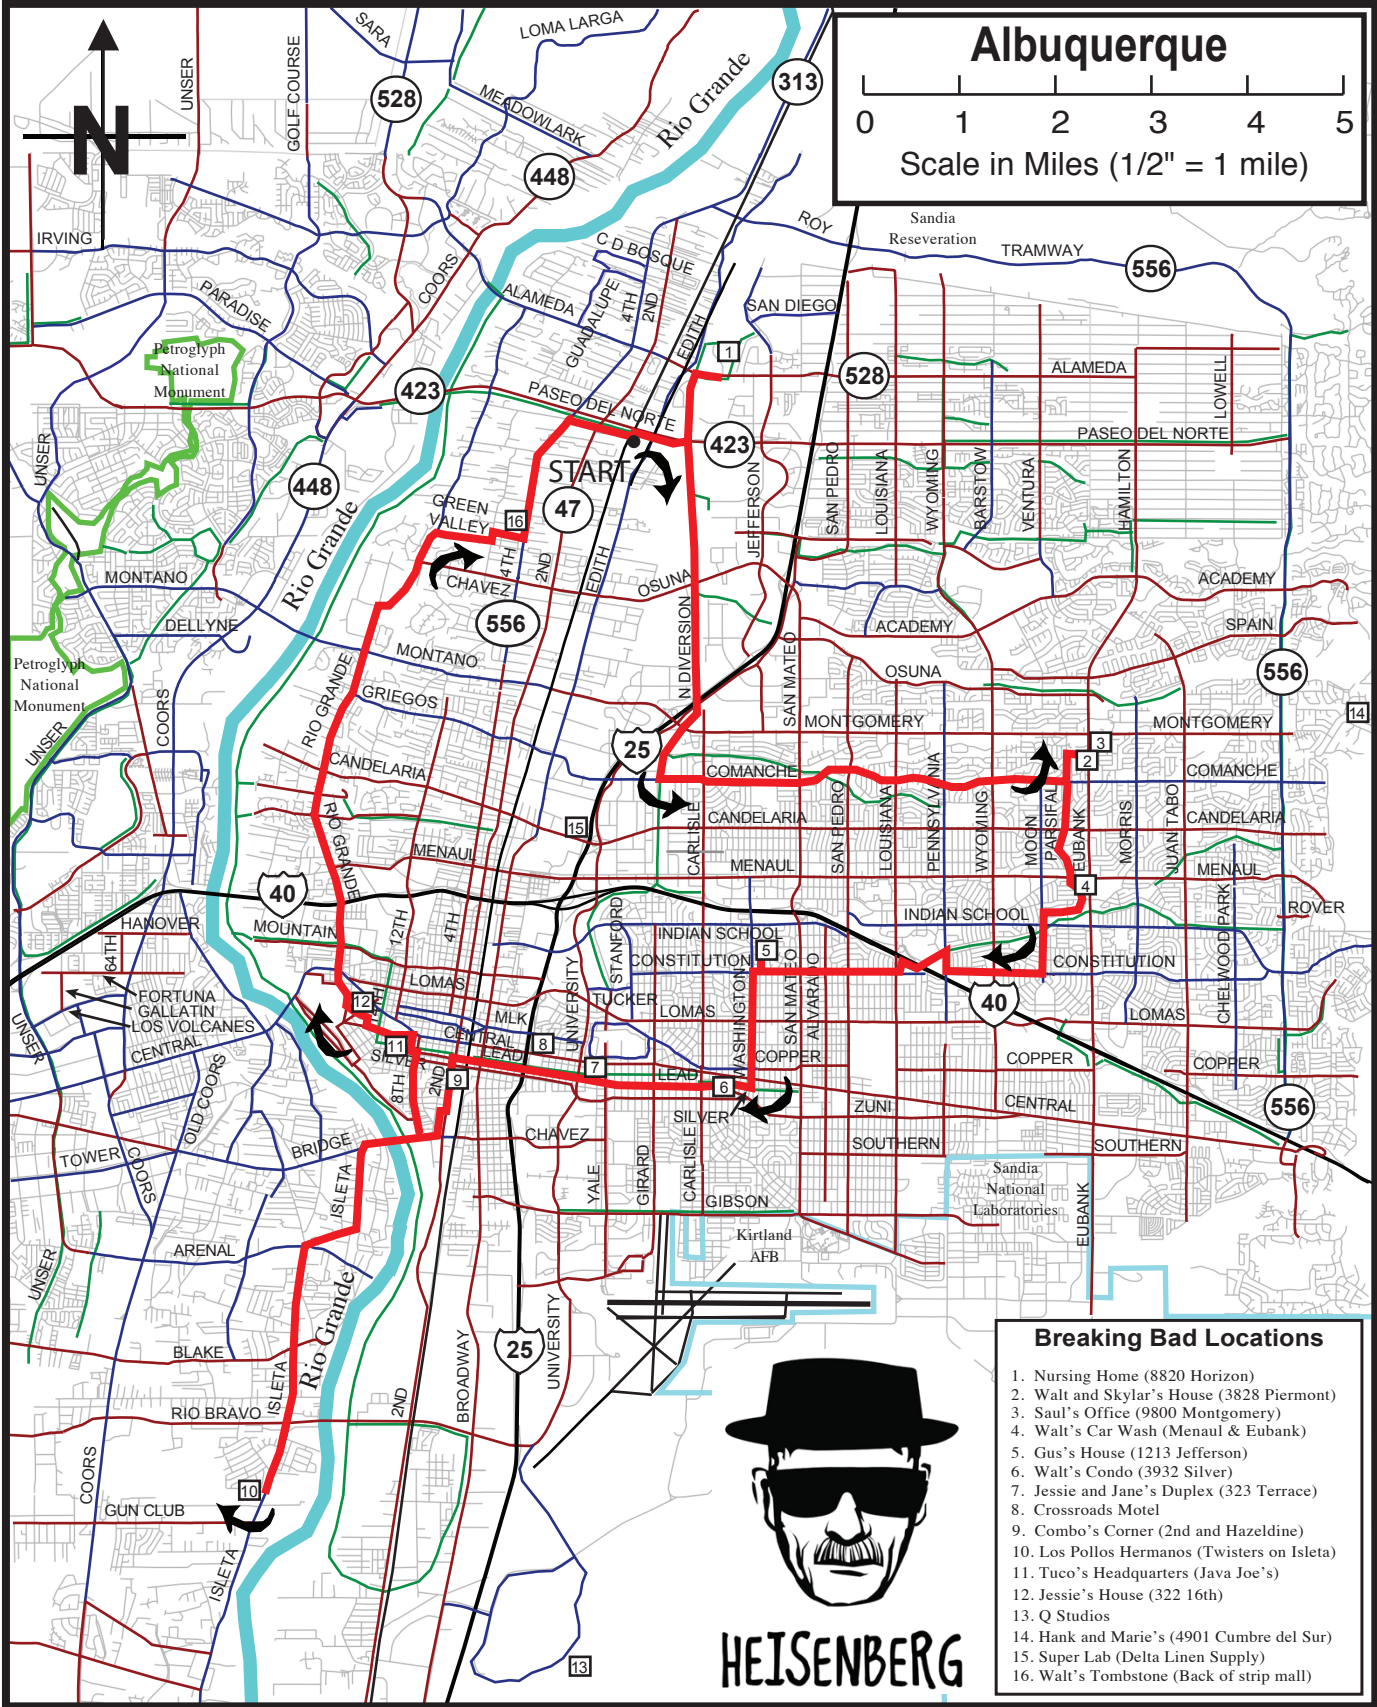 Albuquerque
0 1 2 3 4 5
Scale in Miles (1/2" = 1 mile)
N
SARA
LOMA LARGA
UNSER
GOLF COURSE
528
MEADOWLARK
Rio Grande
313
448
ROY
Sandia
Reseveration
TRAMWAY
556
IRVING
C D BOSQUE
COORS
PARADISE
ALAMEDA
GUADALUPE
4TH
2ND
EDITH
SAN DIEGO
1
Petroglyph
National
Monument
423
528
ALAMEDA
LOWELL
PASEO DEL NORTE
423
PASEO DEL NORTE
UNSER
START
448
47
GREEN
VALLEY
16
JEFFERSON
SAN PEDRO
LOUISIANA
WYOMING
BARSTOW
VENTURA
HAMILTON
Rio Grande
4TH
2ND
EDITH
MONTANO
CHAVEZ
OSUNA
ACADEMY
556
DELLYNE
N DIVERSION
ACADEMY
SPAIN
MONTANO
Petroglyph
National
Monument
SAN MATEO
OSUNA
556
RIO GRANDE
GRIEGOS
COORS
UNSER
MONTGOMERY
MONTGOMERY
14
25
3
2
CANDELARIA
COMANCHE
PENNSYLVANIA
COMANCHE
RIO GRANDE
15
CARLISLE
CANDELARIA
SAN PEDRO
LOUISIANA
WYOMING
MOON
PARSIFAL
EUBANK
MORRIS
JUAN TABO
CANDELARIA
MENAUL
MENAUL
MENAUL
40
4
HANOVER
MOUNTAIN
12TH
4TH
STANFORD
INDIAN SCHOOL
CHELWOOD PARK
ROVER
INDIAN SCHOOL
5
64TH
CONSTITUTION
CONSTITUTION
FORTUNA
GALLATIN
LOS VOLCANES
LOMAS
UNIVERSITY
TUCKER
WASHINGTON
SAN MATEO
ALVARADO
40
12
LOMAS
LOMAS
MLK
UNSER
CENTRAL
CENTRAL
8
11
SILVER
LEAD
COPPER
COPPER
COPPER
7
OLD COORS
8TH
2ND
9
LEAD
6
CENTRAL
556
SILVER
ZUNI
BRIDGE
CHAVEZ
SOUTHERN
SOUTHERN
TOWER
COORS
ISLETA
YALE
GIRARD
CARLISLE
Sandia
National
Laboratories
GIBSON
EUBANK
ARENAL
Kirtland
AFB
UNSER
Rio Grande
UNIVERSITY
25
BLAKE
ISLETA
2ND
BROADWAY
RIO BRAVO
COORS
10
GUN CLUB
ISLETA
13
HEISENBERG
Breaking Bad Locations
1. Nursing Home (8820 Horizon)
2. Walt and Skylar's House (3828 Piermont)
3. Saul's Office (9800 Montgomery)
4. Walt's Car Wash (Menaul & Eubank)
5. Gus's House (1213 Jefferson)
6. Walt's Condo (3932 Silver)
7. Jessie and Jane's Duplex (323 Terrace)
8. Crossroads Motel
9. Combo's Corner (2nd and Hazeldine)
10. Los Pollos Hermanos (Twisters on Isleta)
11. Tuco's Headquarters (Java Joe's)
12. Jessie's House (322 16th)
13. Q Studios
14. Hank and Marie's (4901 Cumbre del Sur)
15. Super Lab (Delta Linen Supply)
16. Walt's Tombstone (Back of strip mall)